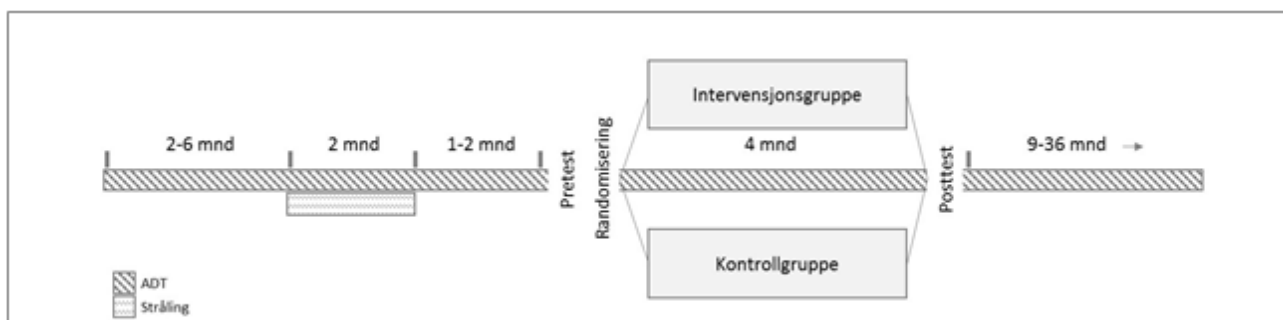 Intervensjonsgruppe
2-6 mnd
2 mnd
1-2 mnd
Pretest
Randomisering
4 mnd
Posttest
9-36 mnd →
Kontrollgruppe
ADT
Stråling